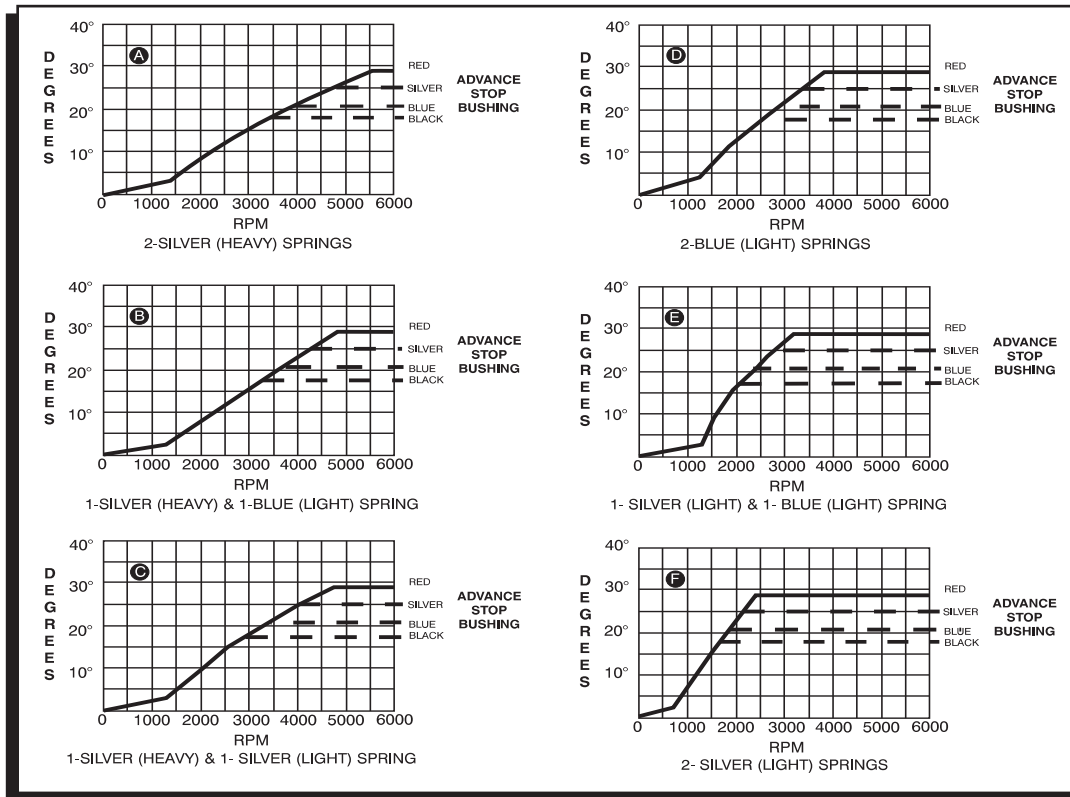 A
40°
30°
20°
10°
DEGREES
RED
SILVER
BLUE
BLACK
ADVANCE
STOP
BUSHING
0 1000 2000 3000 4000 5000 6000
RPM
2-SILVER (HEAVY) SPRINGS
D
40°
30°
20°
10°
DEGREES
RED
SILVER
BLUE
BLACK
ADVANCE
STOP
BUSHING
0 1000 2000 3000 4000 5000 6000
RPM
2-BLUE (LIGHT) SPRINGS
B
40°
30°
20°
10°
DEGREES
RED
SILVER
BLUE
BLACK
ADVANCE
STOP
BUSHING
0 1000 2000 3000 4000 5000 6000
RPM
1-SILVER (HEAVY) & 1-BLUE (LIGHT) SPRING
E
40°
30°
20°
10°
DEGREES
RED
SILVER
BLUE
BLACK
ADVANCE
STOP
BUSHING
0 1000 2000 3000 4000 5000 6000
RPM
1- SILVER (LIGHT) & 1- BLUE (LIGHT) SPRING
C
40°
30°
20°
10°
DEGREES
RED
SILVER
BLUE
BLACK
ADVANCE
STOP
BUSHING
0 1000 2000 3000 4000 5000 6000
RPM
1-SILVER (HEAVY) & 1- SILVER (LIGHT) SPRING
F
40°
30°
20°
10°
DEGREES
RED
SILVER
BLUE
BLACK
ADVANCE
STOP
BUSHING
0 1000 2000 3000 4000 5000 6000
RPM
2- SILVER (LIGHT) SPRINGS